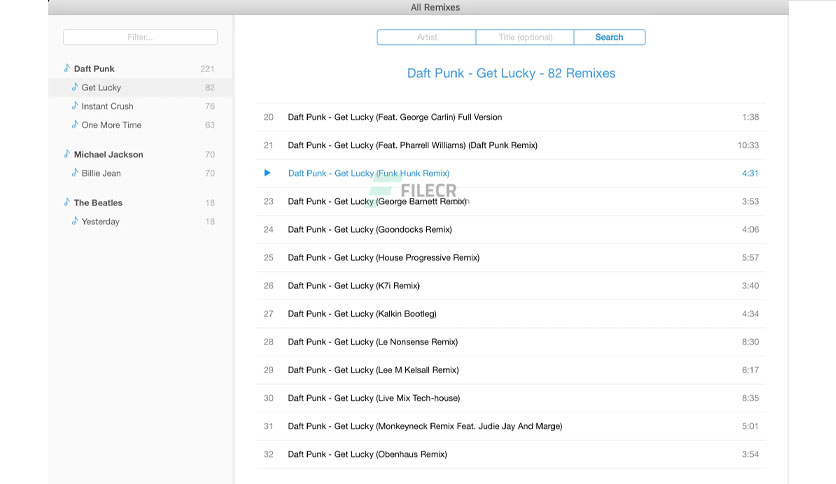 All Remixes
Filter...
Daft Punk 221
Get Lucky 82
Instant Crush 76
One More Time 63
Michael Jackson 70
Billie Jean 70
The Beatles 18
Yesterday 18
Artist Title (optional) Search
Daft Punk - Get Lucky - 82 Remixes
20 Daft Punk - Get Lucky (Feat. George Carlin) Full Version 1:38
21 Daft Punk - Get Lucky (Feat. Pharrell Williams) (Daft Punk Remix) 10:33
Daft Punk - Get Lucky (Funk Hunk Remix) 4:31
FILECR
23 Daft Punk - Get Lucky (George Barnett Remix) 3:53
24 Daft Punk - Get Lucky (Goondocks Remix) 4:06
25 Daft Punk - Get Lucky (House Progressive Remix) 5:57
26 Daft Punk - Get Lucky (K7i Remix) 3:40
27 Daft Punk - Get Lucky (Kalkin Bootleg) 4:34
28 Daft Punk - Get Lucky (Le Nonsense Remix) 8:30
29 Daft Punk - Get Lucky (Lee M Kelsall Remix) 6:17
30 Daft Punk - Get Lucky (Live Mix Tech-house) 8:35
31 Daft Punk - Get Lucky (Monkeyneck Remix Feat. Judie Jay And Marge) 5:01
32 Daft Punk - Get Lucky (Obenhaus Remix) 3:54